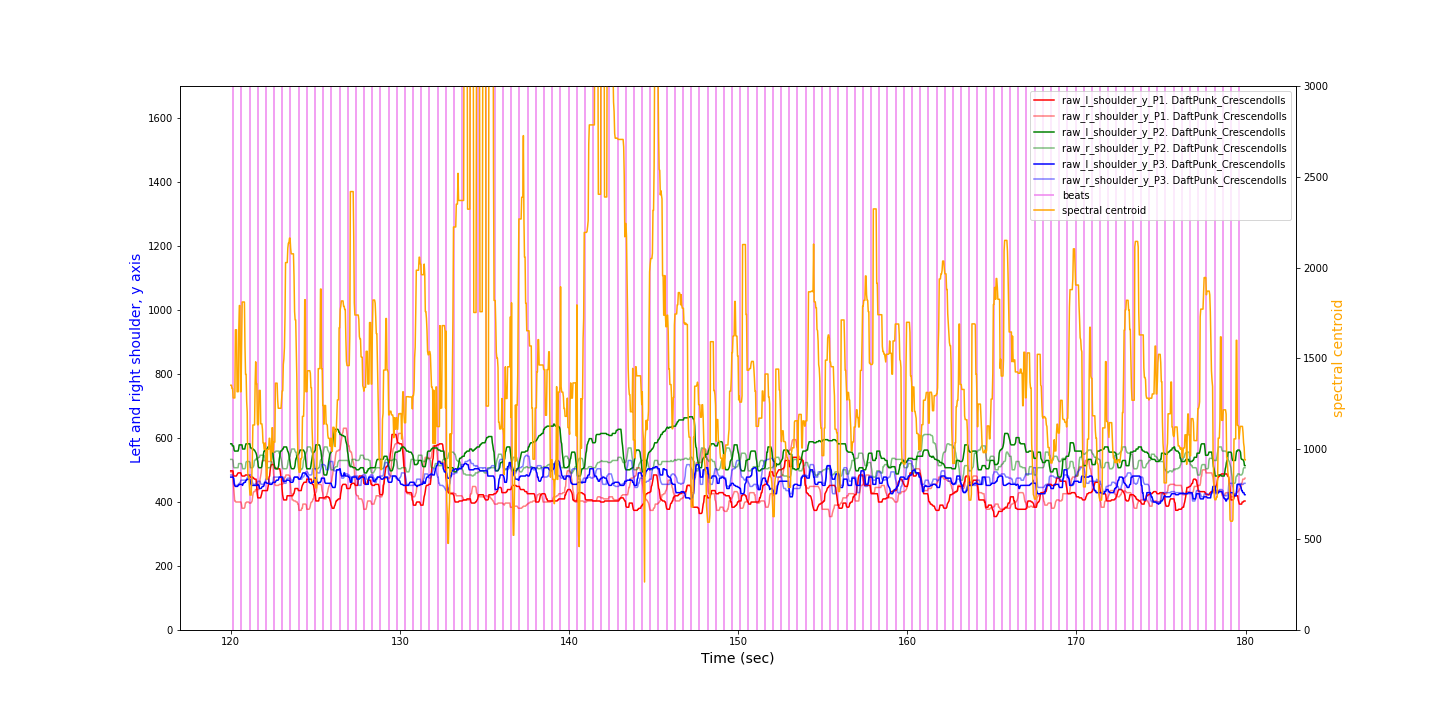 raw_l_shoulder_y_P1. DaftPunk_Crescendolls
raw_r_shoulder_y_P1. DaftPunk_Crescendolls
raw_l_shoulder_y_P2. DaftPunk_Crescendolls
raw_r_shoulder_y_P2. DaftPunk_Crescendolls
raw_l_shoulder_y_P3. DaftPunk_Crescendolls
raw_r_shoulder_y_P3. DaftPunk_Crescendolls
beats
spectral centroid
Left and right shoulder, y axis
1600
1400
1200
1000
800
600
400
200
0
3000
2500
2000
1500
1000
500
0
spectral centroid
120
130
140
150
160
170
180
Time (sec)